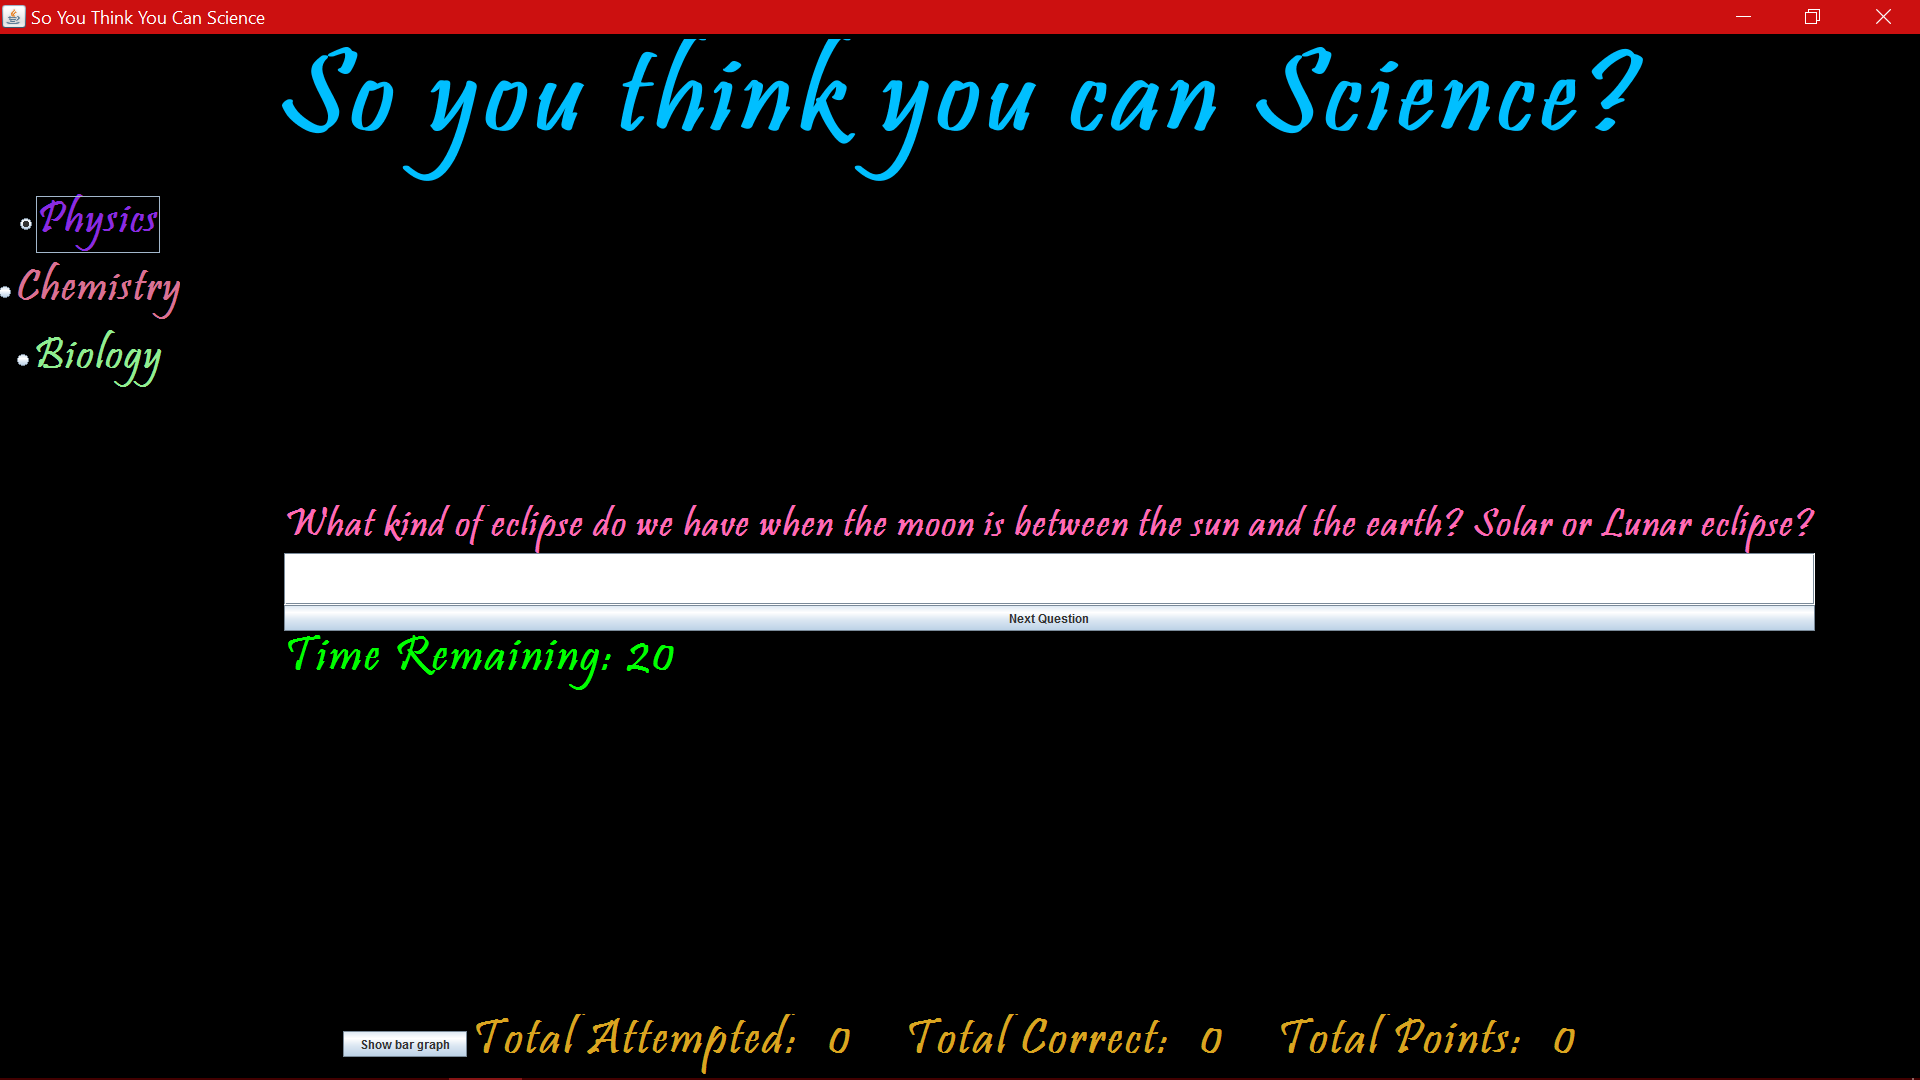 So You Think You Can Science
So you think you can Science?
Physics
Chemistry
Biology
What kind of eclipse do we have when the moon is between the sun and the earth? Solar or Lunar eclipse?
Next Question
Time Remaining: 20
Show bar graph Total Attempted: 0 Total Correct: 0 Total Points: 0